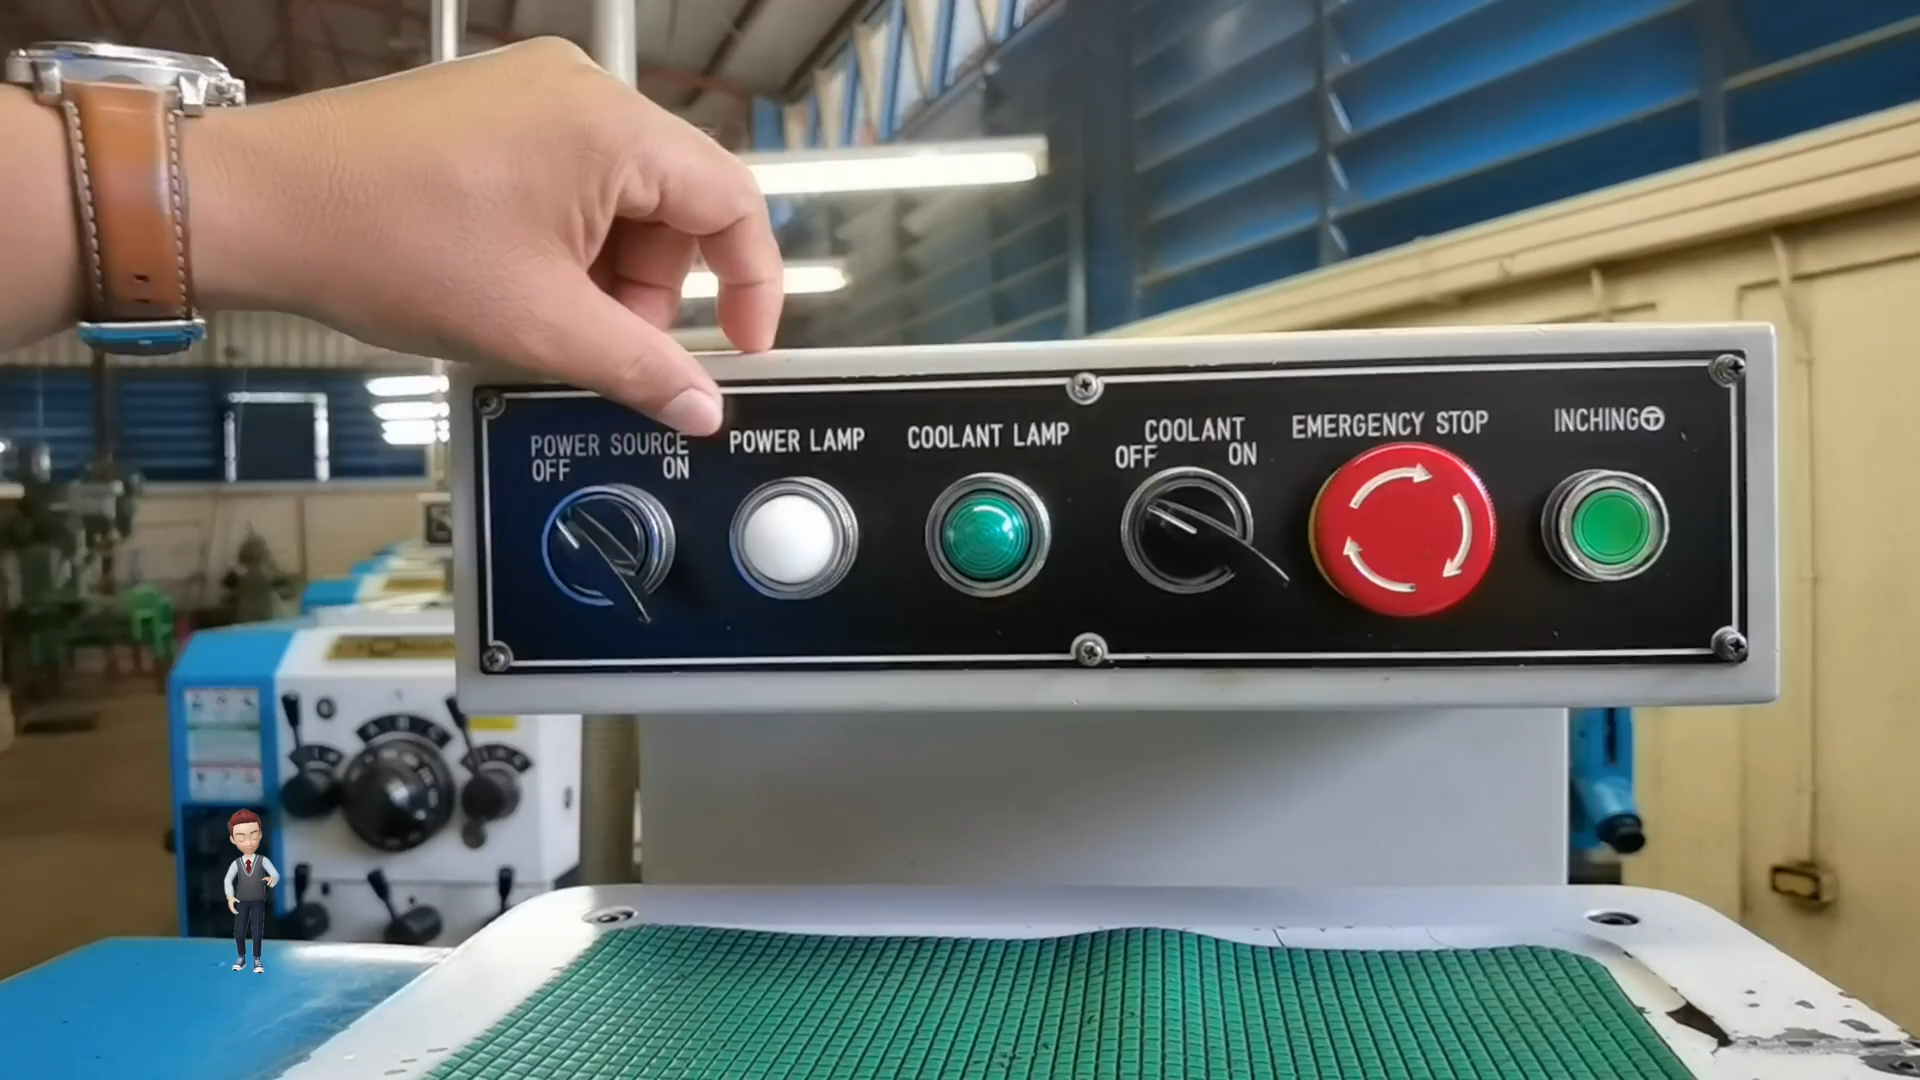 POWER SOURCE
OFF ON
POWER LAMP
COOLANT LAMP
COOLANT
OFF ON
EMERGENCY STOP
INCHING